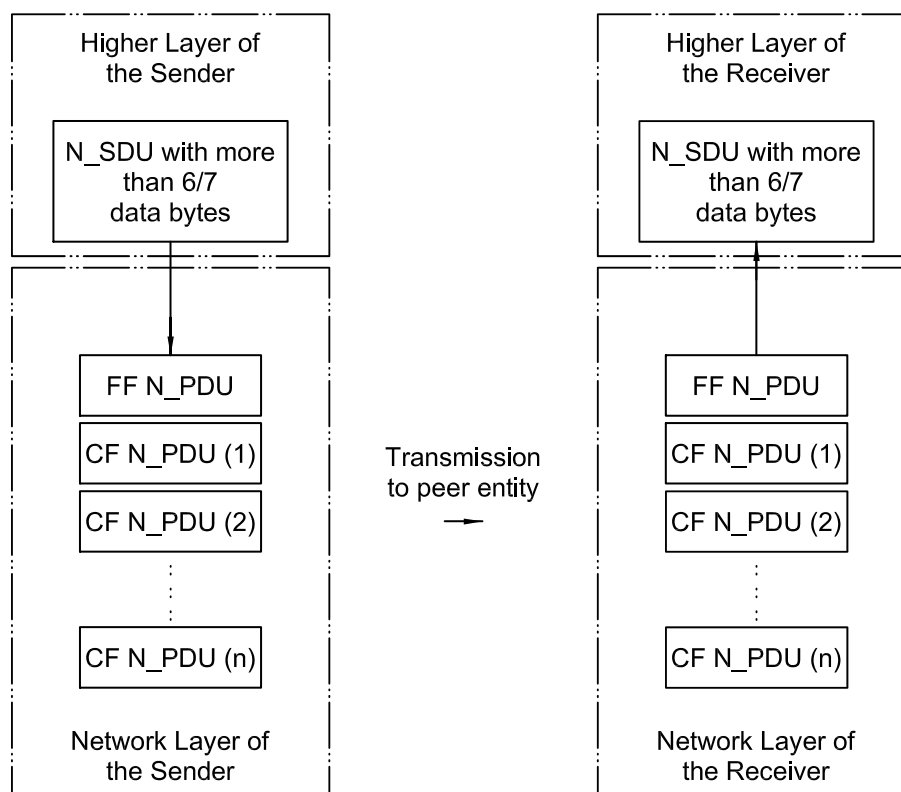 Higher Layer of
the Sender
N_SDU with more
than 6/7
data bytes
FF N_PDU
CF N_PDU (1)
CF N_PDU (2)
CF N_PDU (n)
Network Layer of
the Sender
Transmission
to peer entity
Higher Layer of
the Receiver
N_SDU with more
than 6/7
data bytes
FF N_PDU
CF N_PDU (1)
CF N_PDU (2)
CF N_PDU (n)
Network Layer of
the Receiver